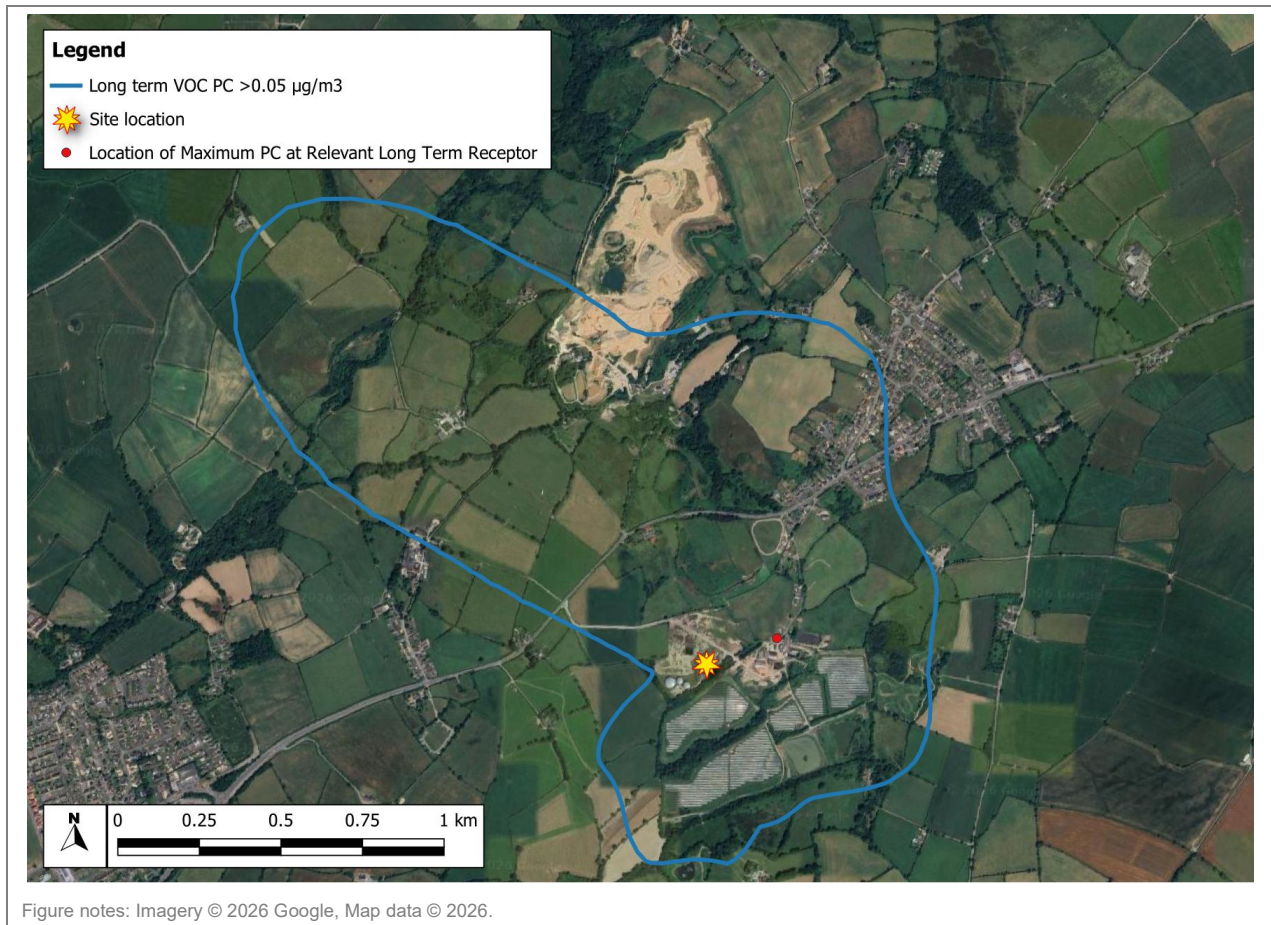 Legend
Long term VOC PC >0.05 µg/m3
Site location
Location of Maximum PC at Relevant Long Term Receptor
N
0 0.25 0.5 0.75 1 km
Figure notes: Imagery © 2026 Google, Map data © 2026.